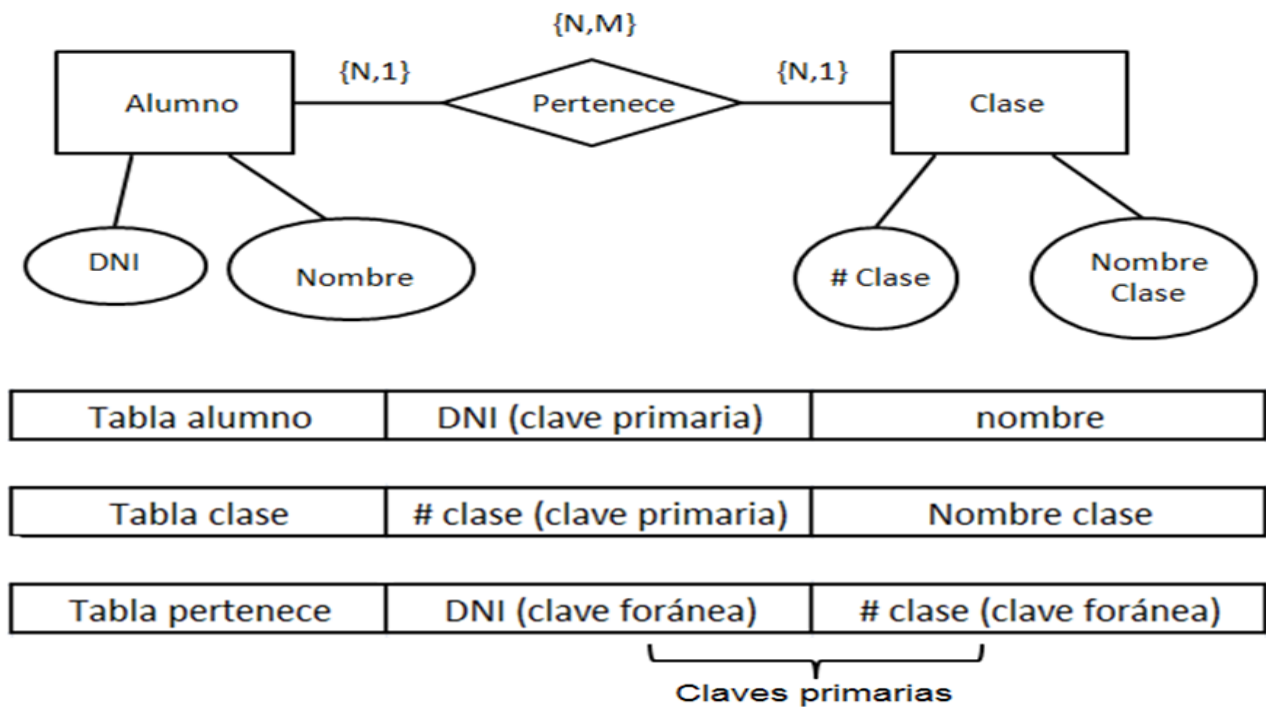 {N,M}
{N,1}
{N,1}
Alumno
Pertenece
Clase
DNI
Nombre
# Clase
Nombre
Clase
Tabla alumno
DNI (clave primaria)
nombre
Tabla clase
# clase (clave primaria)
Nombre clase
Tabla pertenece
DNI (clave foránea)
# clase (clave foránea)
Claves primarias